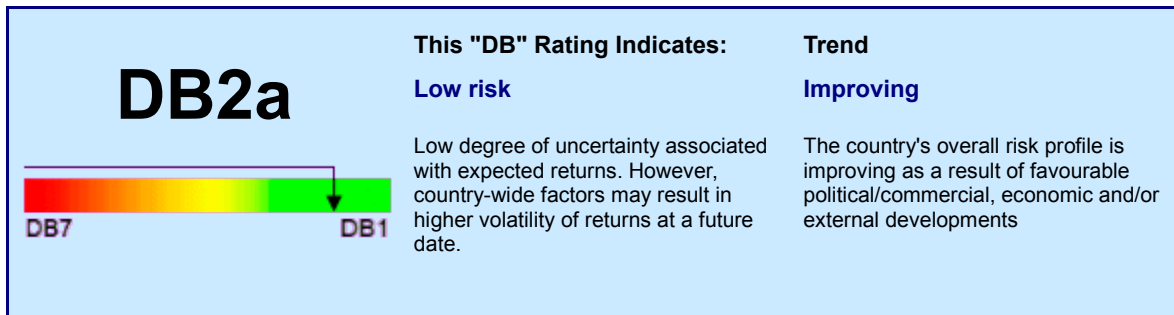 DB2a
DB7
DB1
This "DB" Rating Indicates:
Low risk
Low degree of uncertainty associated
with expected returns. However,
country-wide factors may result in
higher volatility of returns at a future
date.
Trend
Improving
The country's overall risk profile is
improving as a result of favourable
political/commercial, economic and/or
external developments